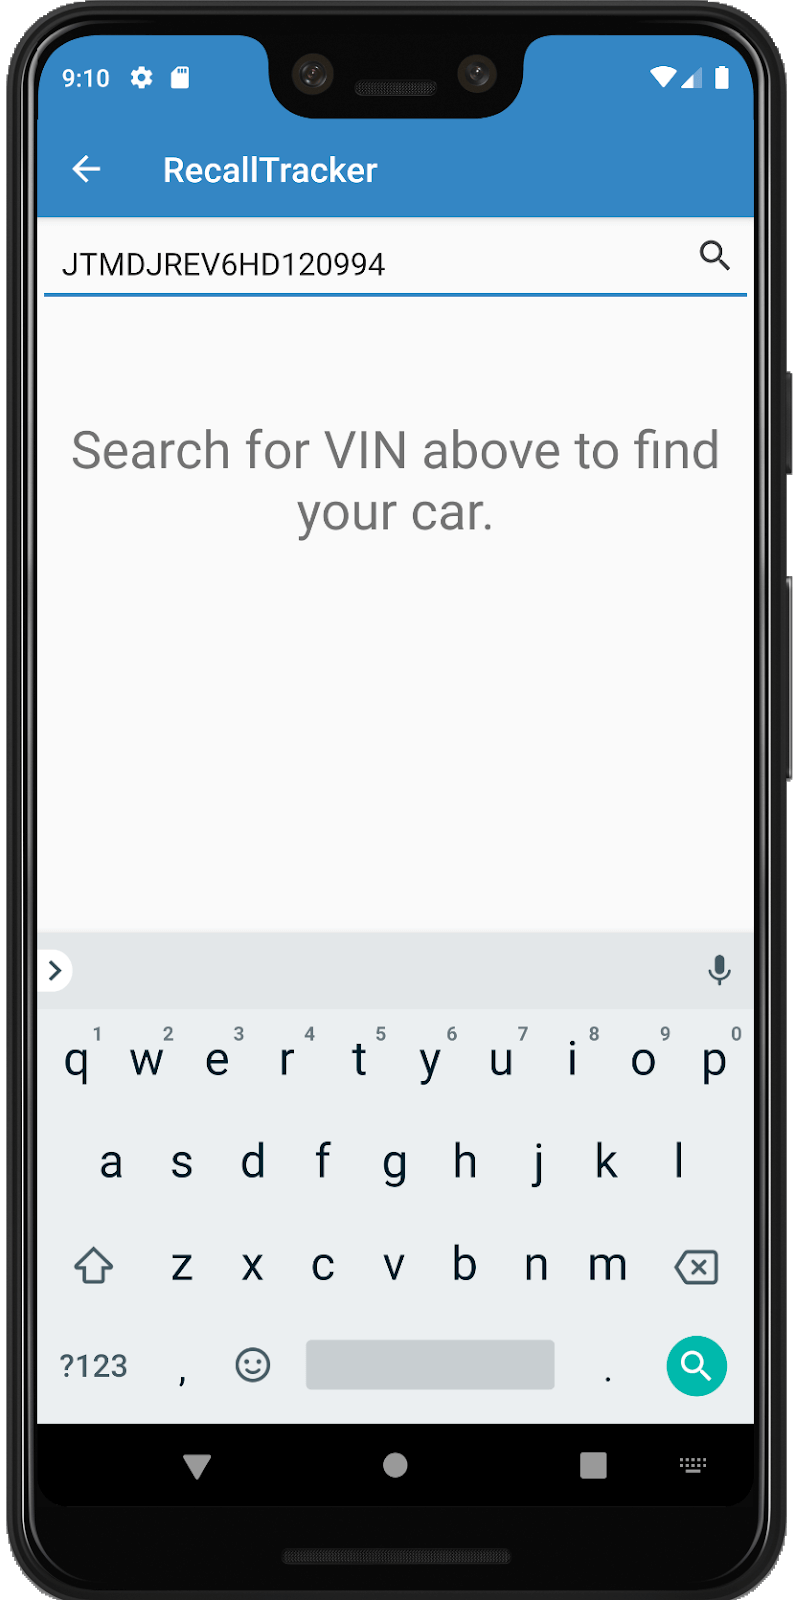 9:10
RecallTracker
JTMDJREV6HD120994
Search for VIN above to find
your car.
1 2 3 4 5 6 7 8 9 0
q w e r t y u i o p
a s d f g h j k l
z x c v b n m
?123 , .